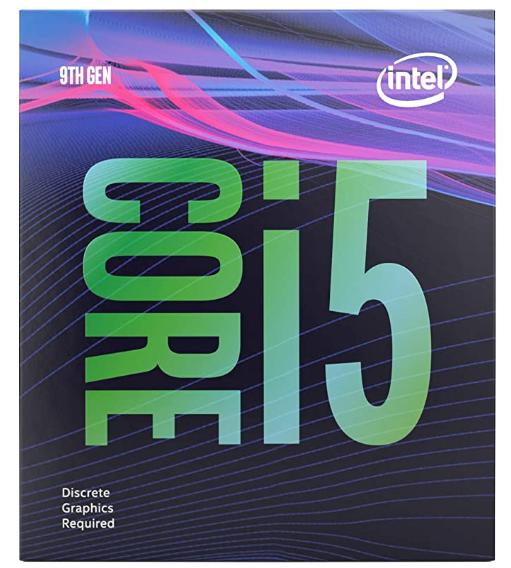 9TH GEN
intel
CORE i5
Discrete
Graphics
Required